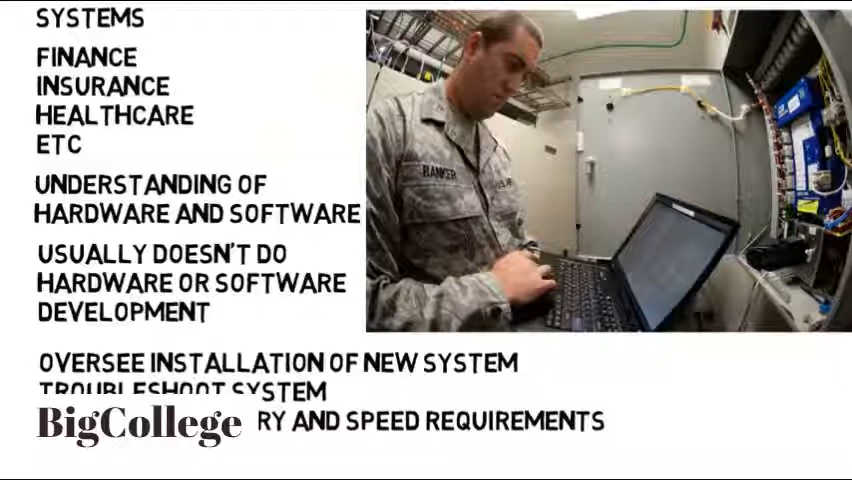 SYSTEMS
FINANCE
INSURANCE
HEALTHCARE
ETC
UNDERSTANDING OF
HARDWARE AND SOFTWARE
USUALLY DOESN'T DO
HARDWARE OR SOFTWARE
DEVELOPMENT
RANKER
OVERSEE INSTALLATION OF NEW SYSTEM
TROUBLESHOOT SYSTEM
BigCollege
RY AND SPEED REQUIREMENTS